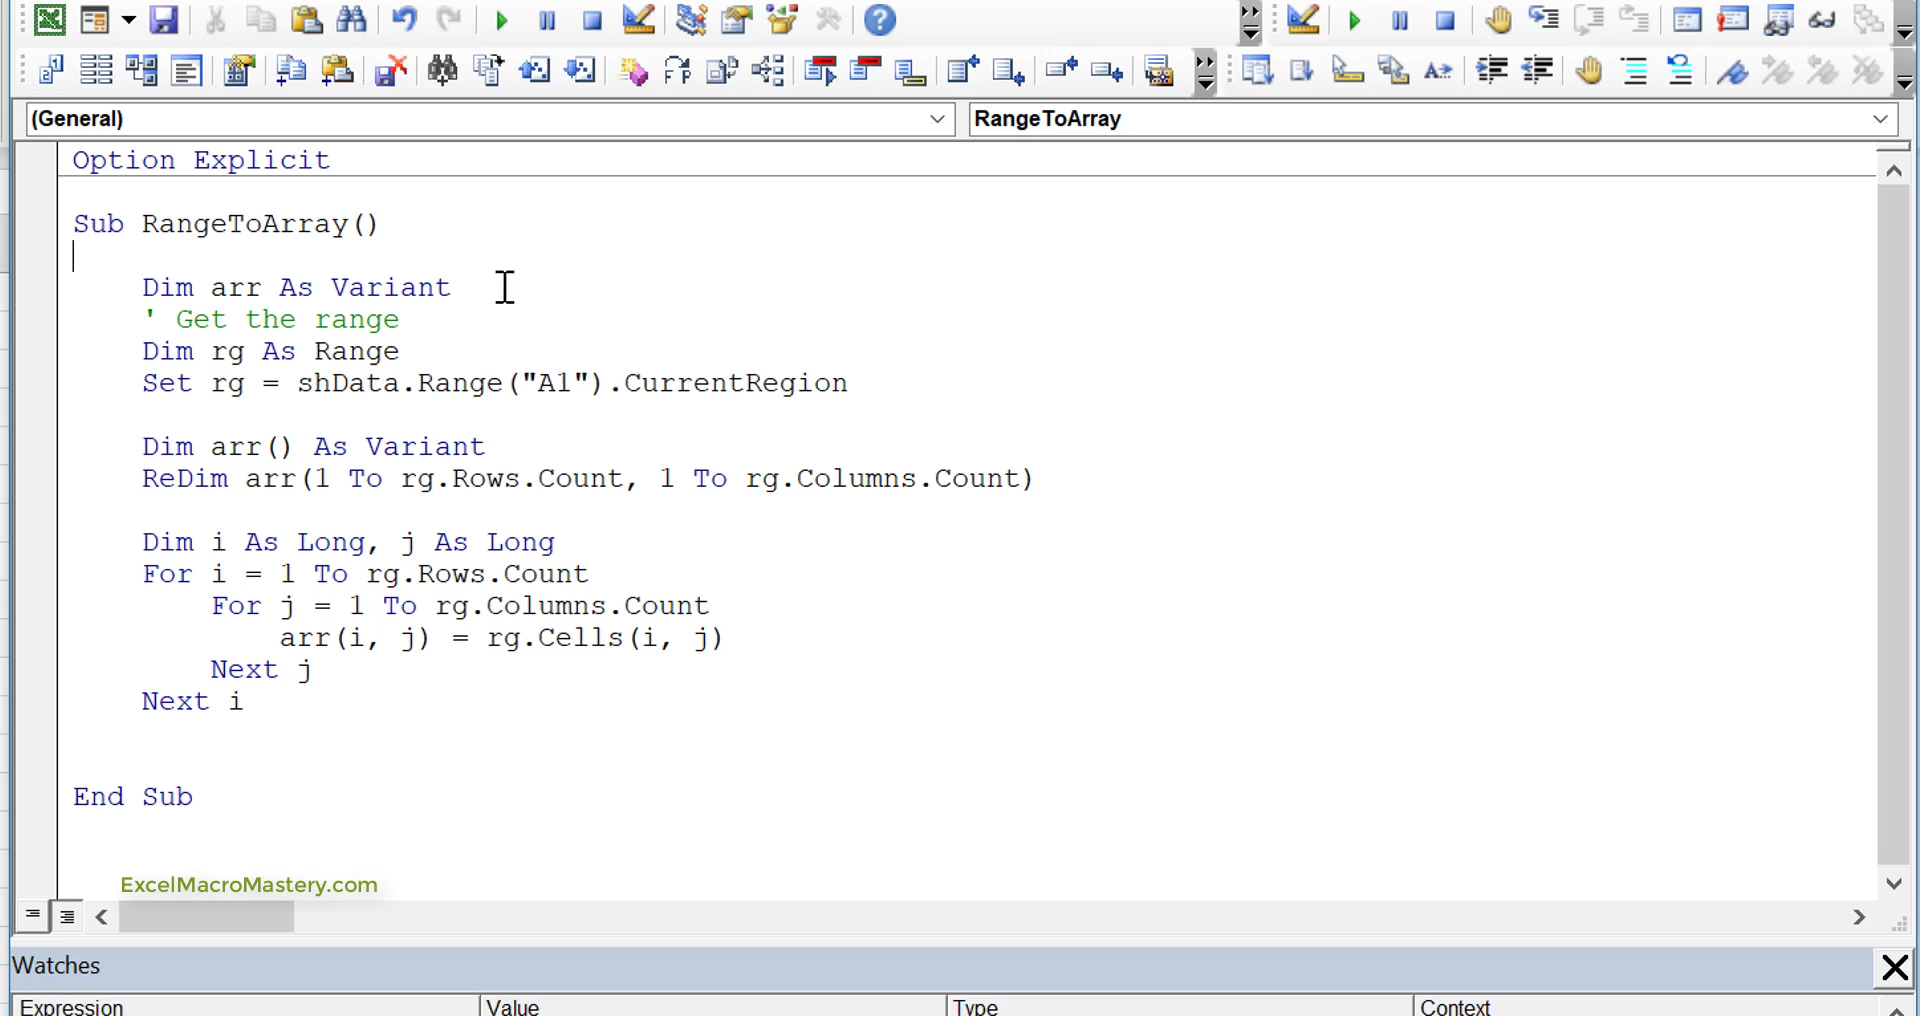 (General)
RangeToArray
Option Explicit
Sub RangeToArray()
Dim arr As Variant
' Get the range
Dim rg As Range
Set rg = shData.Range("A1").CurrentRegion
Dim arr() As Variant
ReDim arr(1 To rg.Rows.Count, 1 To rg.Columns.Count)
Dim i As Long, j As Long
For i = 1 To rg.Rows.Count
For j = 1 To rg.Columns.Count
arr(i, j) = rg.Cells(i, j)
Next j
Next i
End Sub
ExcelMacroMastery.com
Watches
Expression Value Type Context